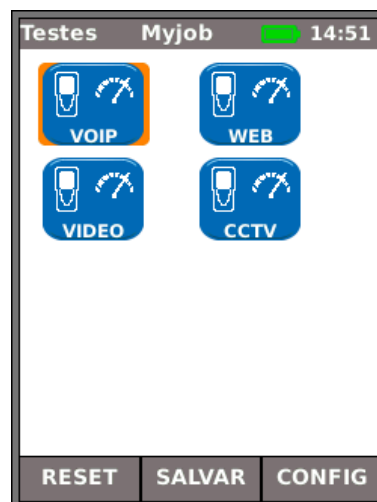 Testes Myjob 14:51
VOIP WEB
VIDEO CCTV
RESET SALVAR CONFIG